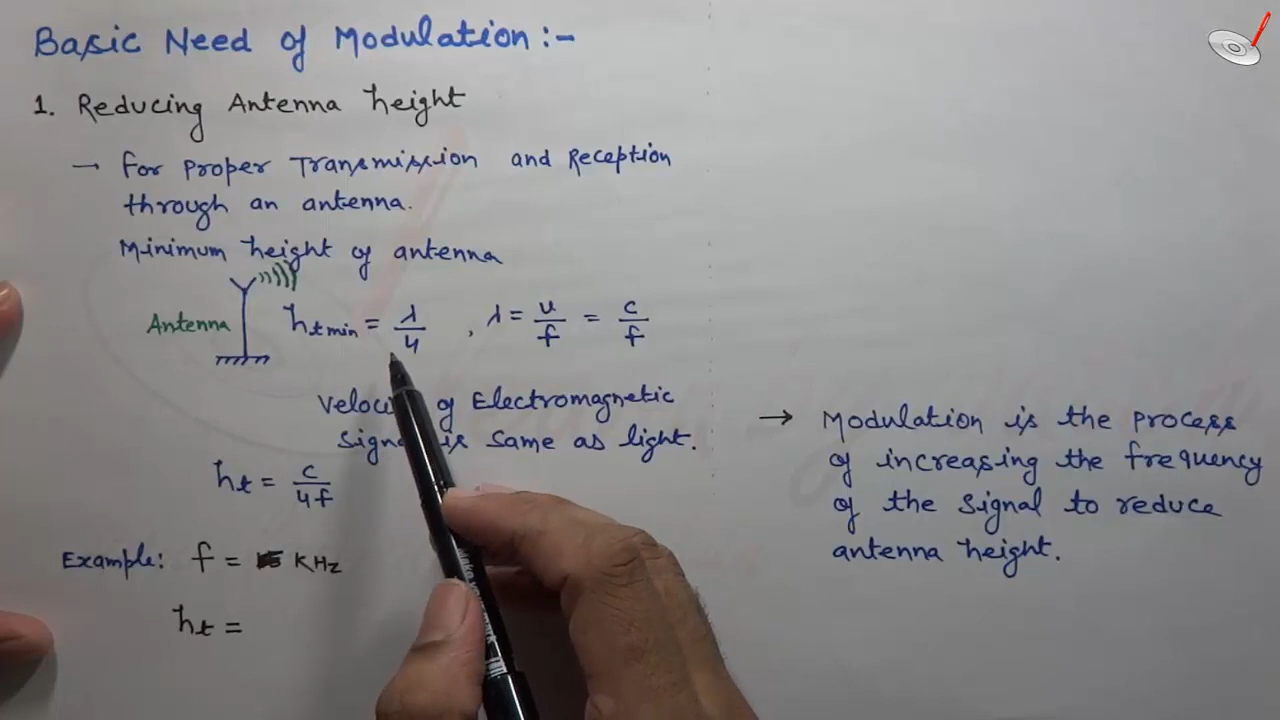 Basic Need of Modulation :-
1. Reducing Antenna height
→ For Proper Transmission and Reception
through an antenna.
Minimum height of antenna
Antenna
htmin = λ/4 , λ = v/f = c/f
of Electromagnetic
is same as light.
ht = c/4f
Example: f = KHz
ht =
→ Modulation is the process
of increasing the frequency
of the signal to reduce
antenna height.